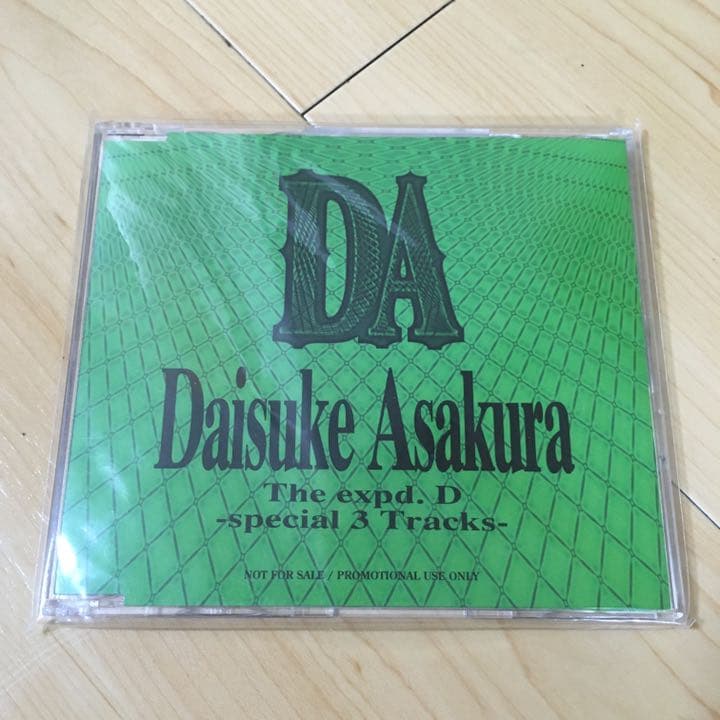 DA
Daisuke Asakura
The expd. D
-special 3 Tracks-
NOT FOR SALE / PROMOTIONAL USE ONLY